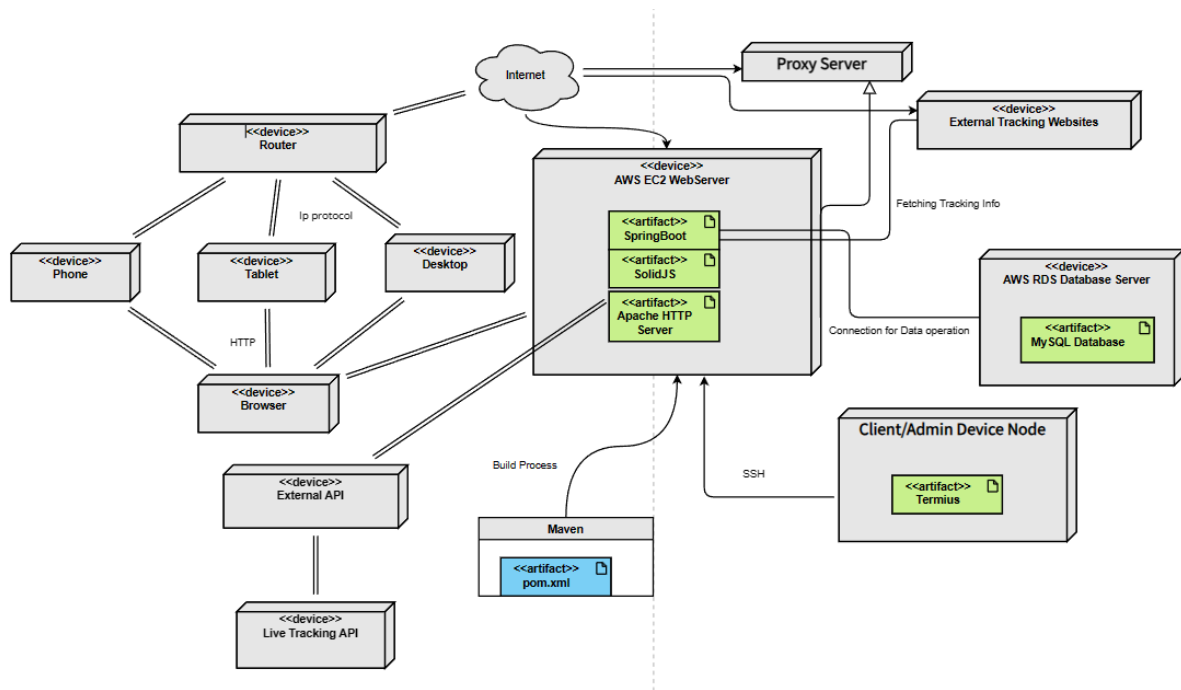 Internet
Proxy Server
<<device>>
External Tracking Websites
<<device>>
Router
<<device>>
AWS EC2 WebServer
Fetching Tracking Info
Ip protocol
<<artifact>>
SpringBoot
<<device>>
Phone
<<device>>
Tablet
<<device>>
Desktop
<<artifact>>
SolidJS
<<device>>
AWS RDS Database Server
<<artifact>>
Apache HTTP
Server
Connection for Data operation
<<artifact>>
MySQL Database
HTTP
<<device>>
Browser
Client/Admin Device Node
Build Process
SSH
<<artifact>>
Termius
<<device>>
External API
Maven
<<artifact>>
pom.xml
<<device>>
Live Tracking API